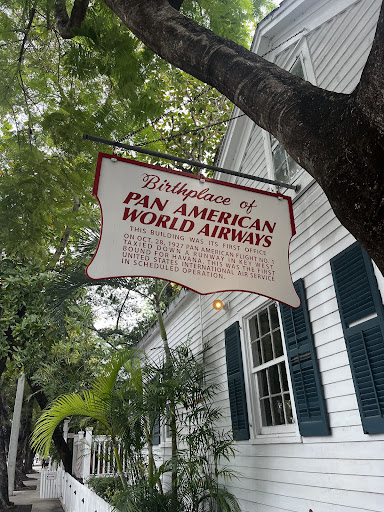 Birthplace of
PAN AMERICAN
WORLD AIRWAYS
THIS BUILDING WAS ITS FIRST OFFICE
ON OCT. 28, 1927 PAN AMERICAN FLIGHT NO. 1
TAXIED DOWN A RUNWAY IN KEY WEST
BOUND FOR HAVANA. THIS WAS THE FIRST
UNITED STATES INTERNATIONAL AIR SERVICE
IN SCHEDULED OPERATION.